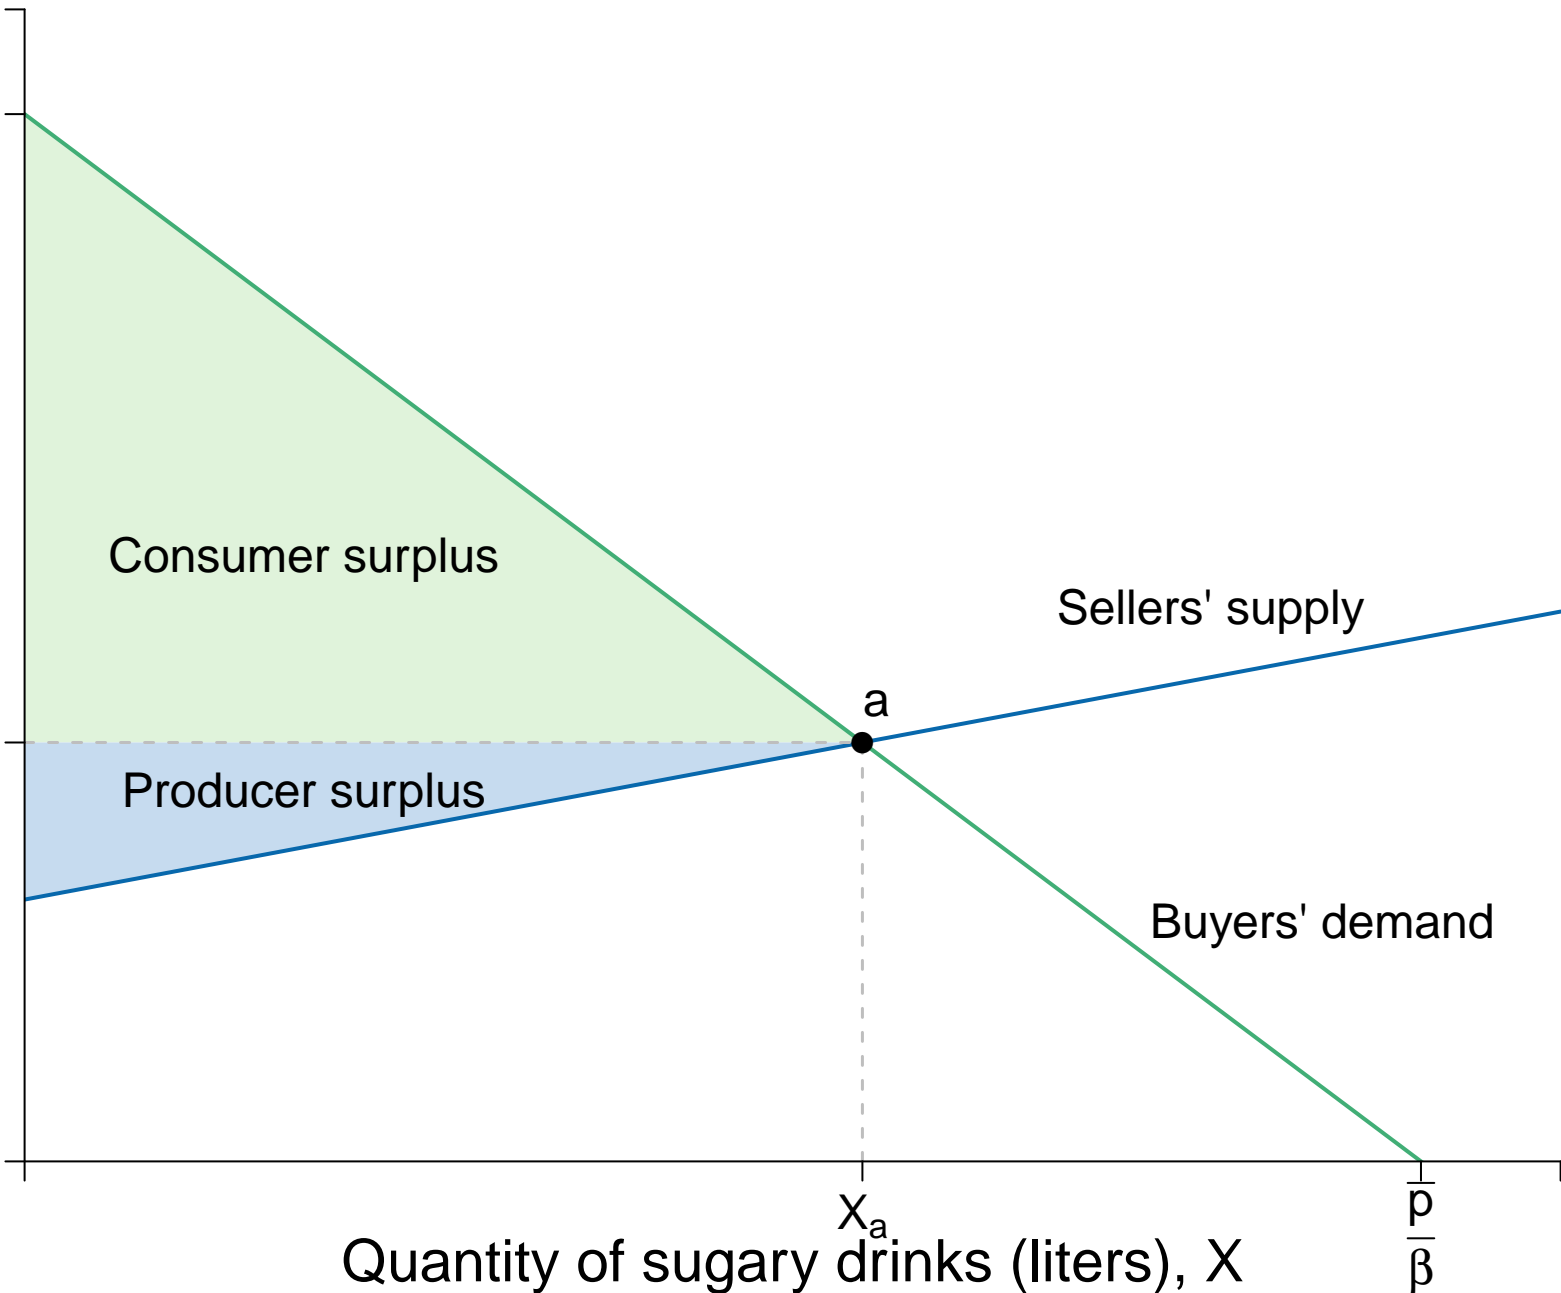 Consumer surplus
Sellers' supply
a
Producer surplus
Buyers' demand
Xₐ
p̅
β
Quantity of sugary drinks (liters), X